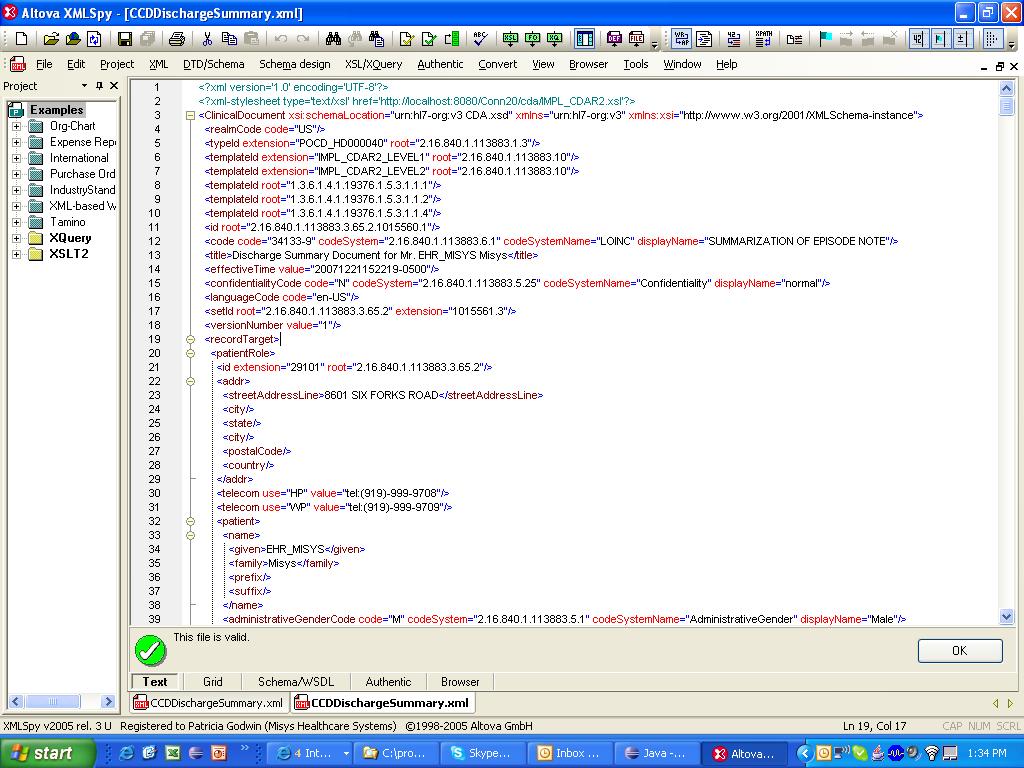 Altova XMLSpy - [CCDDischargeSummary.xml]
File Edit Project XML DTD/Schema Schema design XSL/XQuery Authentic Convert View Browser Tools Window Help
Project
Examples
Org-Chart
Expense Rep
International
Purchase Ord
IndustryStand
XML-based W
Tamino
XQuery
XSLT2
1 <?xml version='1.0' encoding='UTF-8'?>
2 <?xml-stylesheet type='text/xsl' href='http://localhost:8080/Conn20/cda/IMPL_CDAR2.xsl'?>
3 <ClinicalDocument xsi:schemaLocation="urn:hl7-org:v3 CDA.xsd" xmlns="urn:hl7-org:v3" xmlns:xsi="http://www.w3.org/2001/XMLSchema-instance">
4 <realmCode code="US"/>
5 <typeId extension="POCD_HD000040" root="2.16.840.1.113883.1.3"/>
6 <templateId extension="IMPL_CDAR2_LEVEL1" root="2.16.840.1.113883.10"/>
7 <templateId extension="IMPL_CDAR2_LEVEL2" root="2.16.840.1.113883.10"/>
8 <templateId root="1.3.6.1.4.1.19376.1.5.3.1.1.1"/>
9 <templateId root="1.3.6.1.4.1.19376.1.5.3.1.1.2"/>
10 <templateId root="1.3.6.1.4.1.19376.1.5.3.1.1.4"/>
11 <id root="2.16.840.1.113883.3.65.2.1015560.1"/>
12 <code code="34133-9" codeSystem="2.16.840.1.113883.6.1" codeSystemName="LOINC" displayName="SUMMARIZATION OF EPISODE NOTE"/>
13 <title>Discharge Summary Document for Mr. EHR_MISYS Misys</title>
14 <effectiveTime value="20071221152219-0500"/>
15 <confidentialityCode code="N" codeSystem="2.16.840.1.113883.5.25" codeSystemName="Confidentiality" displayName="normal"/>
16 <languageCode code="en-US"/>
17 <setId root="2.16.840.1.113883.3.65.2" extension="1015561.3"/>
18 <versionNumber value="1"/>
19 <recordTarget>
20 <patientRole>
21 <id extension="29101" root="2.16.840.1.113883.3.65.2"/>
22 <addr>
23 <streetAddressLine>8601 SIX FORKS ROAD</streetAddressLine>
24 <city/>
25 <state/>
26 <city/>
27 <postalCode/>
28 <country/>
29 </addr>
30 <telecom use="HP" value="tel:(919)-999-9708"/>
31 <telecom use="WP" value="tel:(919)-999-9709"/>
32 <patient>
33 <name>
34 <given>EHR_MISYS</given>
35 <family>Misys</family>
36 <prefix/>
37 <suffix/>
38 </name>
39 <administrativeGenderCode code="M" codeSystem="2.16.840.1.113883.5.1" codeSystemName="AdministrativeGender" displayName="Male"/>
This file is valid.
OK
Text Grid Schema/WSDL Authentic Browser
CCDDischargeSummary.xml CCDDischargeSummary.xml
XMLSpy v2005 rel. 3 U Registered to Patricia Godwin (Misys Healthcare Systems) ©1998-2005 Altova GmbH Ln 19, Col 17 CAP NUM SCRL
start 4 Int... C:\pro... Skype... Inbox ... Java -... Altova... 1:34 PM